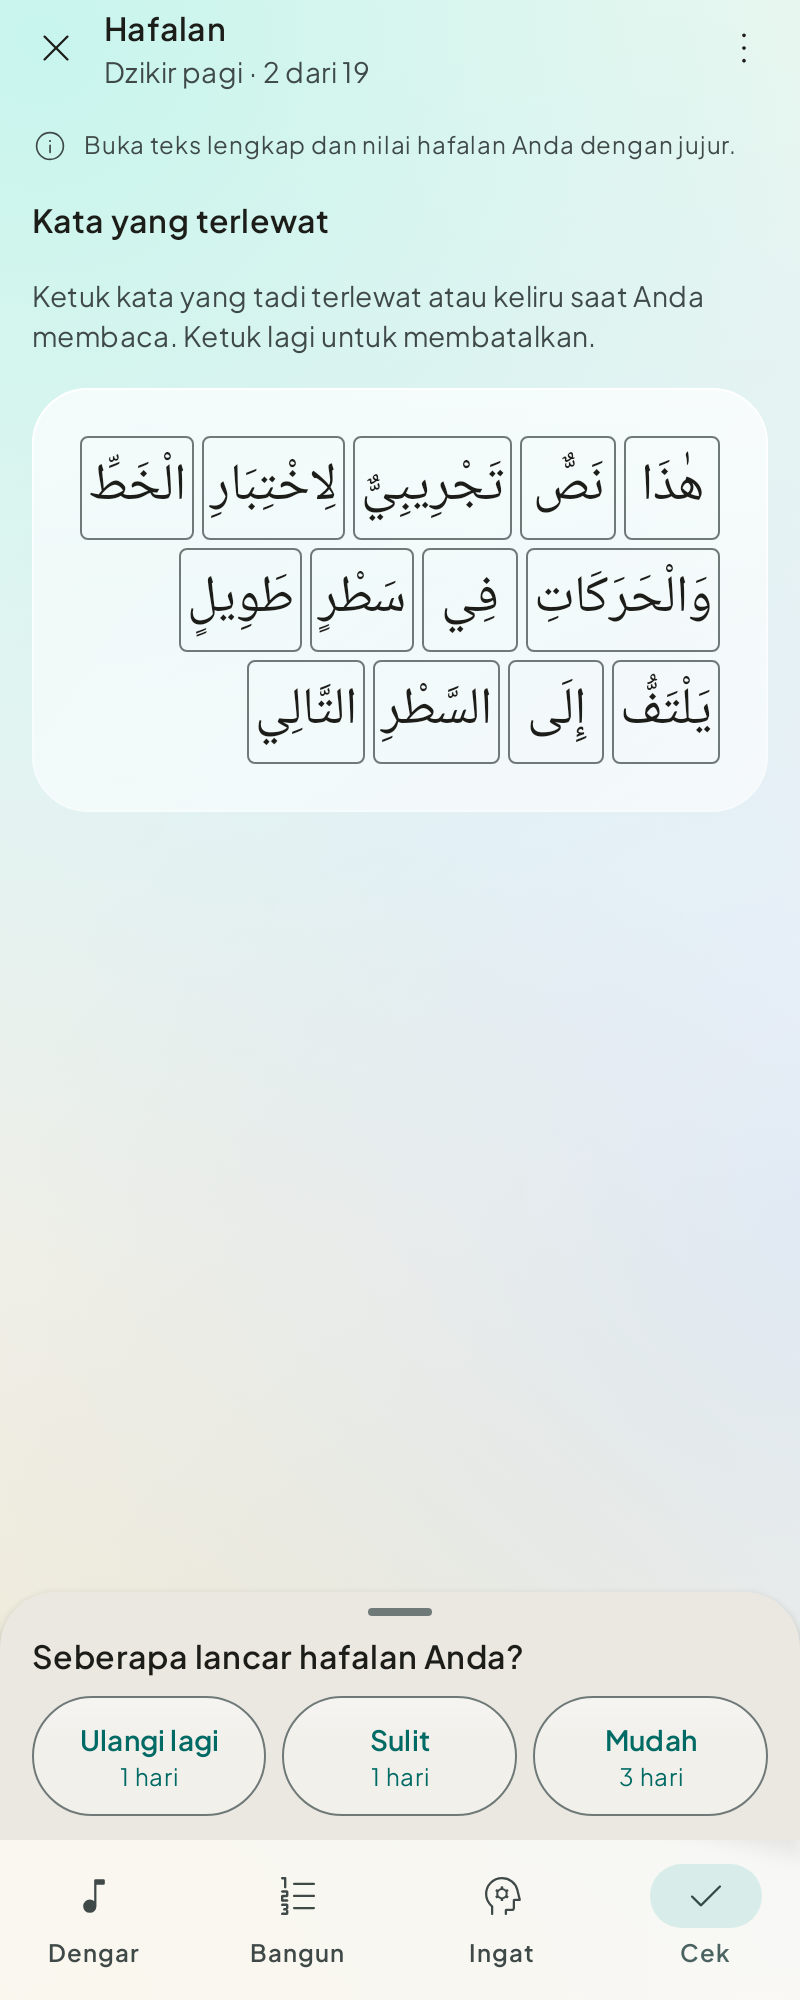 Hafalan
Dzikir pagi · 2 dari 19
Buka teks lengkap dan nilai hafalan Anda dengan jujur.
Kata yang terlewat
Ketuk kata yang tadi terlewat atau keliru saat Anda
membaca. Ketuk lagi untuk membatalkan.
هٰذَا نَصٌّ تَجْرِيبِيٌّ لِاخْتِبَارِ الْخَطِّ
وَالْحَرَكَاتِ فِي سَطْرٍ طَوِيلٍ
يَلْتَفُّ إِلَى السَّطْرِ التَّالِي
Seberapa lancar hafalan Anda?
Ulangi lagi Sulit Mudah
1 hari 1 hari 3 hari
Dengar Bangun Ingat Cek